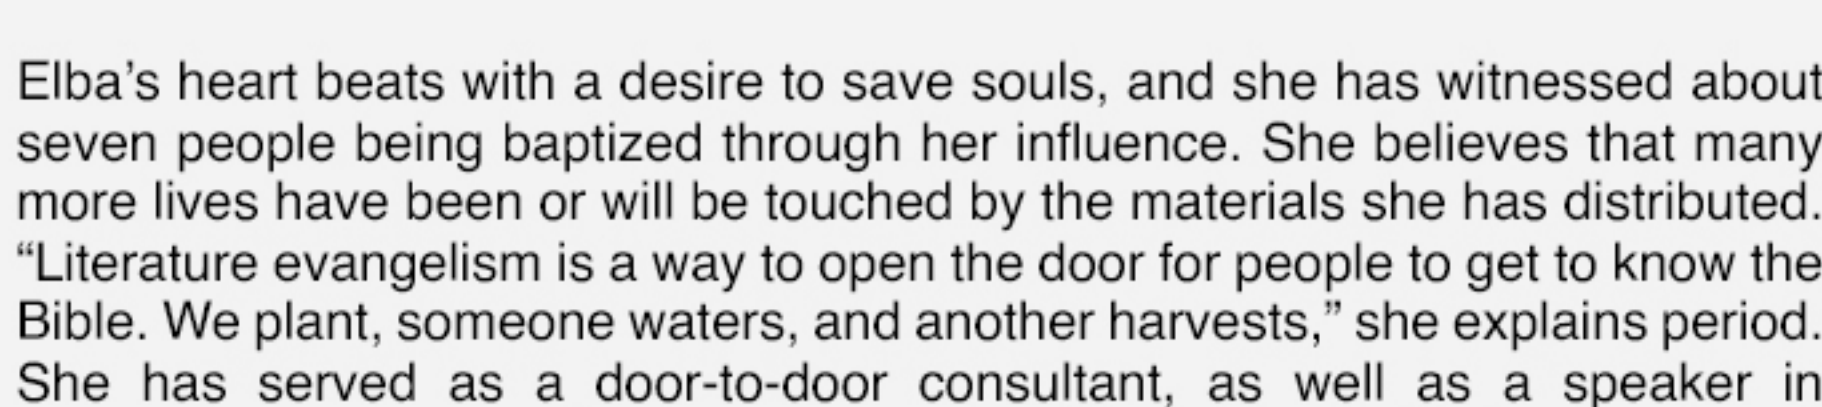 Elba’s heart beats with a desire to save souls, and she has witnessed about
seven people being baptized through her influence. She believes that many
more lives have been or will be touched by the materials she has distributed.
“Literature evangelism is a way to open the door for people to get to know the
Bible. We plant, someone waters, and another harvests,” she explains period.
She has served as a door-to-door consultant, as well as a speaker in